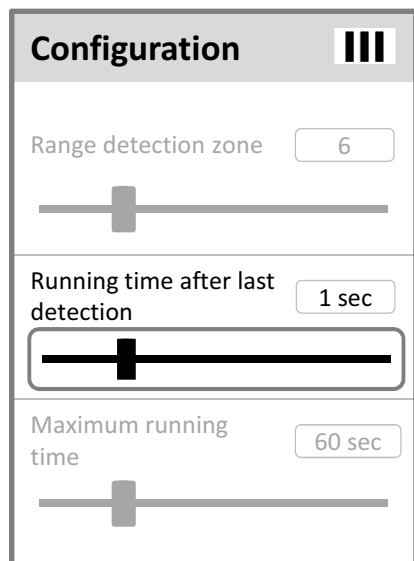 Configuration
Range detection zone 6
Running time after last
detection 1 sec
Maximum running
time 60 sec